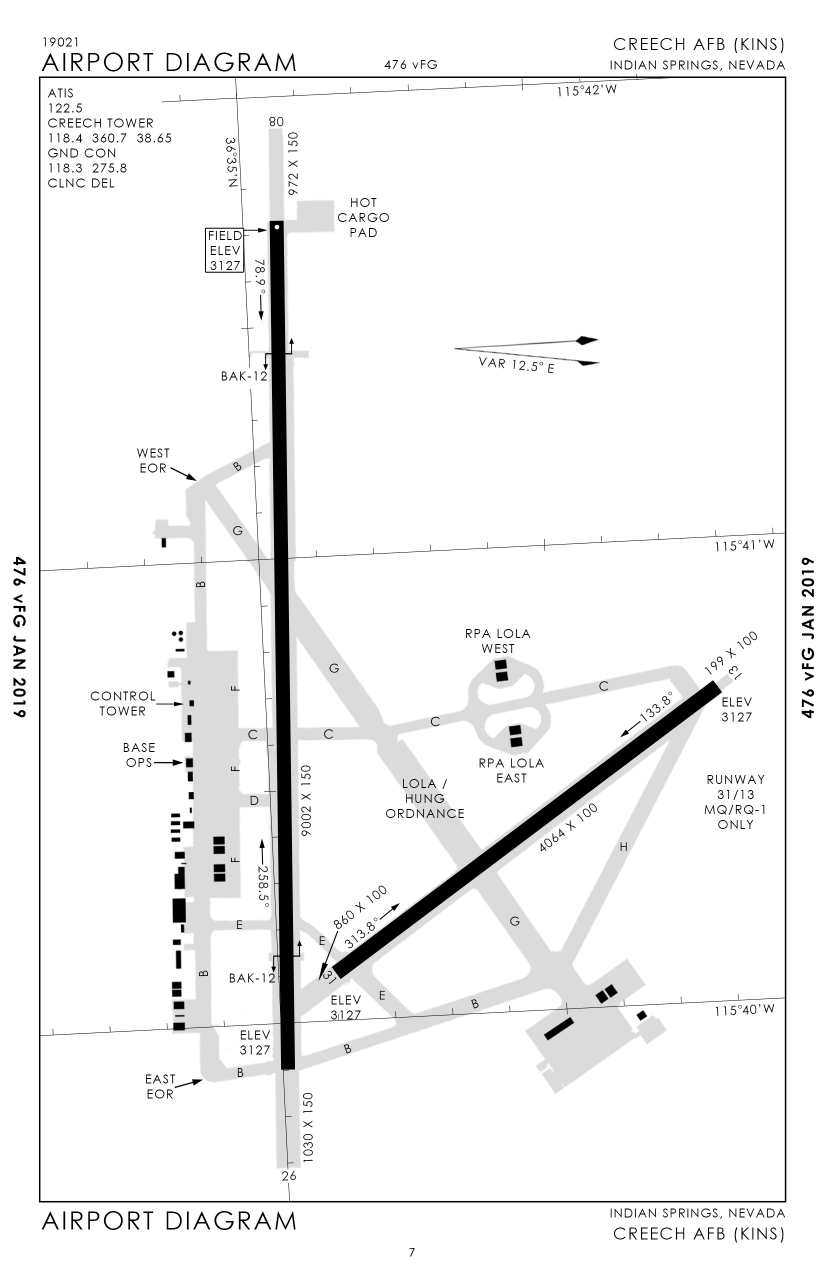 19021
AIRPORT DIAGRAM
476 vFG
CREECH AFB (KINS)
INDIAN SPRINGS, NEVADA
ATIS
122.5
CREECH TOWER
118.4 360.7 38.65
GND CON
118.3 275.8
CLNC DEL
115°42'W
36°35'N
08
972 X 150
HOT
CARGO
PAD
FIELD
ELEV
3127
78.9°
BAK-12
VAR 12.5° E
WEST
EOR
B
G
B
115°41'W
476 vFG JAN 2019
476 vFG JAN 2019
RPA LOLA
WEST
G
C
199 X 100
13
ELEV
3127
133.8°
F
CONTROL
TOWER
C
C
C
BASE
OPS
F
RPA LOLA
EAST
LOLA /
HUNG
ORDNANCE
RUNWAY
31/13
MQ/RQ-1
ONLY
D
9002 X 150
4064 X 100
H
F
258.5°
860 X 100
313.8°
E
E
G
31
BAK-12
B
ELEV
3127
E
B
115°40'W
ELEV
3127
B
EAST
EOR
B
1030 X 150
26
AIRPORT DIAGRAM
INDIAN SPRINGS, NEVADA
CREECH AFB (KINS)
7